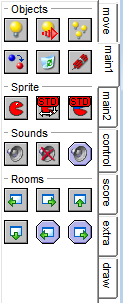 Objects
Sprite
Sounds
Rooms
move
main1
main2
control
score
extra
draw